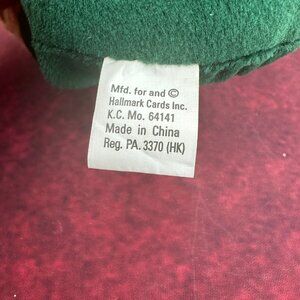 Mfd. for and ©
Hallmark Cards Inc.
K.C. Mo. 64141
Made in China
Reg. PA. 3370 (HK)